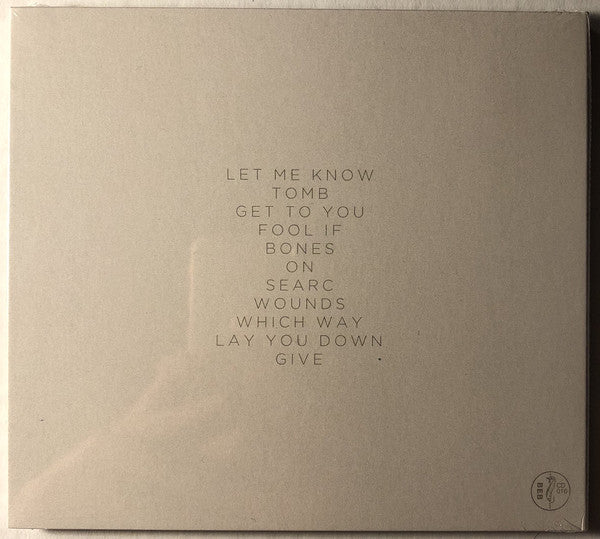 LET ME KNOW
TOMB
GET TO YOU
FOOL IF
BONES
ON
SEARC
WOUNDS
WHICH WAY
LAY YOU DOWN
GIVE
BEB